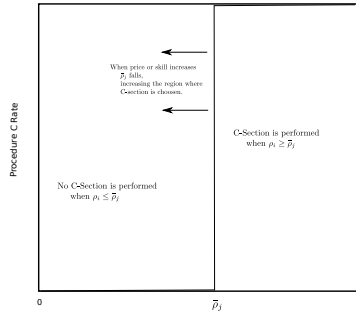 When price or skill increases
ρ̅ⱼ falls,
increasing the region where
C-section is choosen.
C-Section is performed
when ρᵢ ≥ ρ̅ⱼ
No C-Section is performed
when ρᵢ ≤ ρ̅ⱼ
Procedure C Rate
0
ρ̅ⱼ